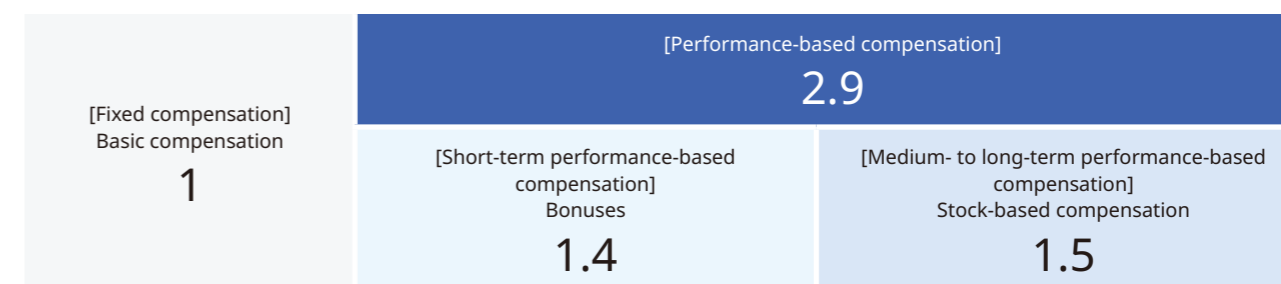 [Fixed compensation]
Basic compensation
1
[Performance-based compensation]
2.9
[Short-term performance-based
compensation]
Bonuses
1.4
[Medium- to long-term performance-based
compensation]
Stock-based compensation
1.5